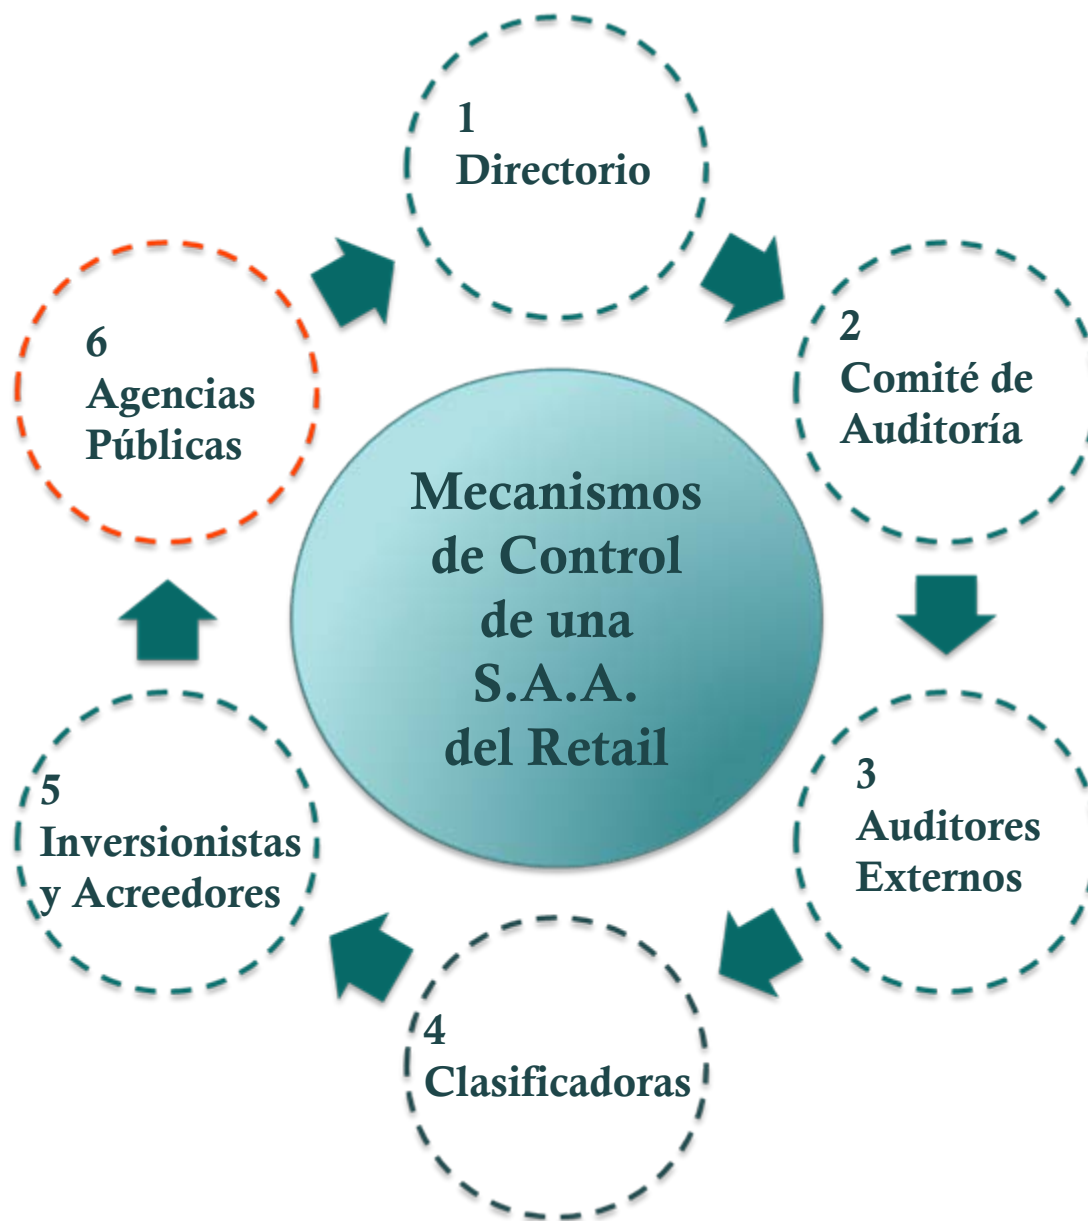 1
Directorio
2
Comité de
Auditoría
3
Auditores
Externos
4
Clasificadoras
5
Inversionistas
y Acreedores
6
Agencias
Públicas
Mecanismos
de Control
de una
S.A.A.
del Retail